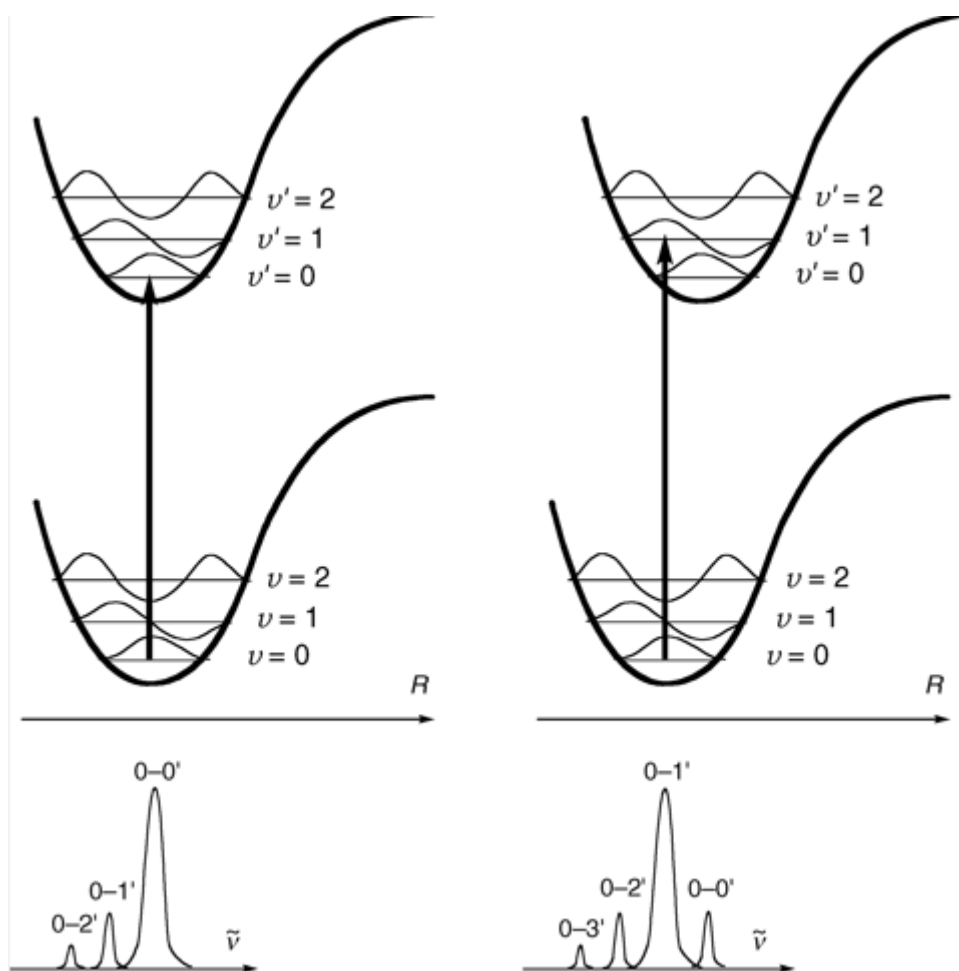 υ' = 2
υ' = 1
υ' = 0
υ = 2
υ = 1
υ = 0
R
0–0'
0–1'
0–2'
ṽ
υ' = 2
υ' = 1
υ' = 0
υ = 2
υ = 1
υ = 0
R
0–1'
0–2'
0–0'
0–3'
ṽ